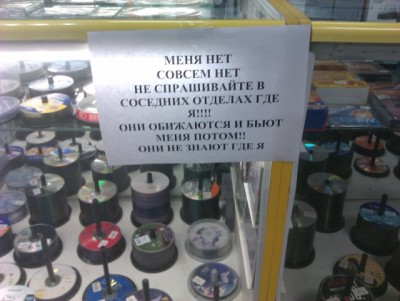 МЕНЯ НЕТ
СОВСЕМ НЕТ
НЕ СПРАШИВАЙТЕ В
СОСЕДНИХ ОТДЕЛАХ ГДЕ
Я!!!!
ОНИ ОБИЖАЮТСЯ И БЬЮТ
МЕНЯ ПОТОМ!!
ОНИ НЕ ЗНАЮТ ГДЕ Я